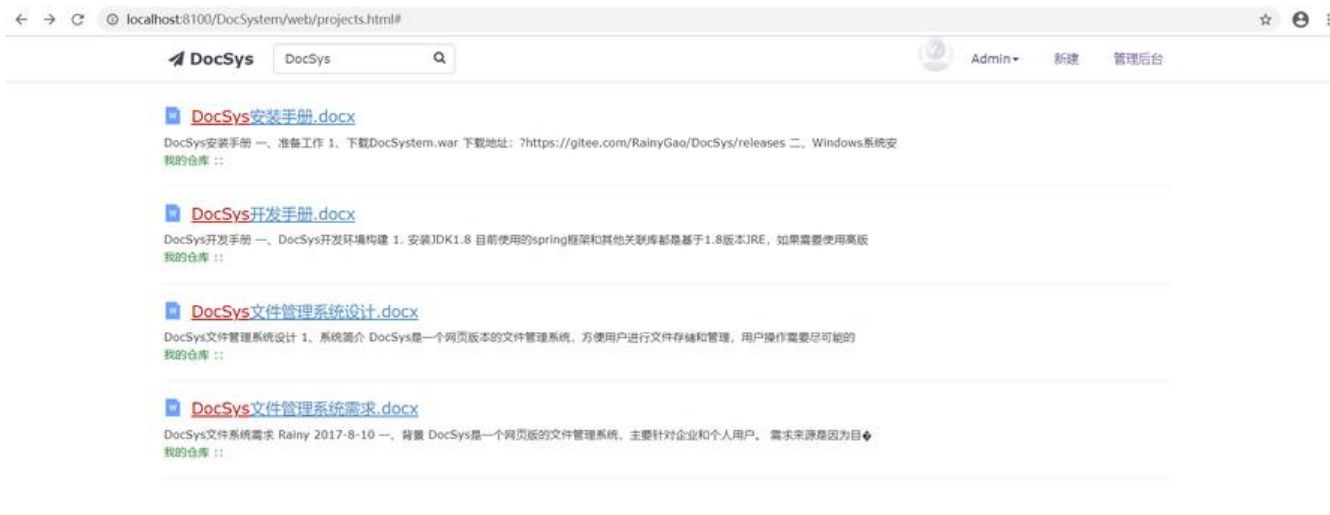 localhost:8100/DocSystem/web/projects.html#
DocSys DocSys Admin 新建 管理后台
DocSys安装手册.docx
DocSys安装手册 一、准备工作 1、下载DocSystem.war 下载地址：?https://gitee.com/RainyGao/DocSys/releases 二、Windows系统安
我的仓库 ::
DocSys开发手册.docx
DocSys开发手册 一、DocSys开发环境构建 1. 安装JDK1.8 目前使用的spring框架和其他关联库都是基于1.8版本JRE，如果需要使用高版
我的仓库 ::
DocSys文件管理系统设计.docx
DocSys文件管理系统设计 1、系统简介 DocSys是一个网页版本的文件管理系统，方便用户进行文件存储和管理，用户操作需要尽可能的
我的仓库 ::
DocSys文件管理系统需求.docx
DocSys文件系统需求 Rainy 2017-8-10 一、背景 DocSys是一个网页版的文件管理系统，主要针对企业和个人用户。 需求来源是因为目�
我的仓库 ::